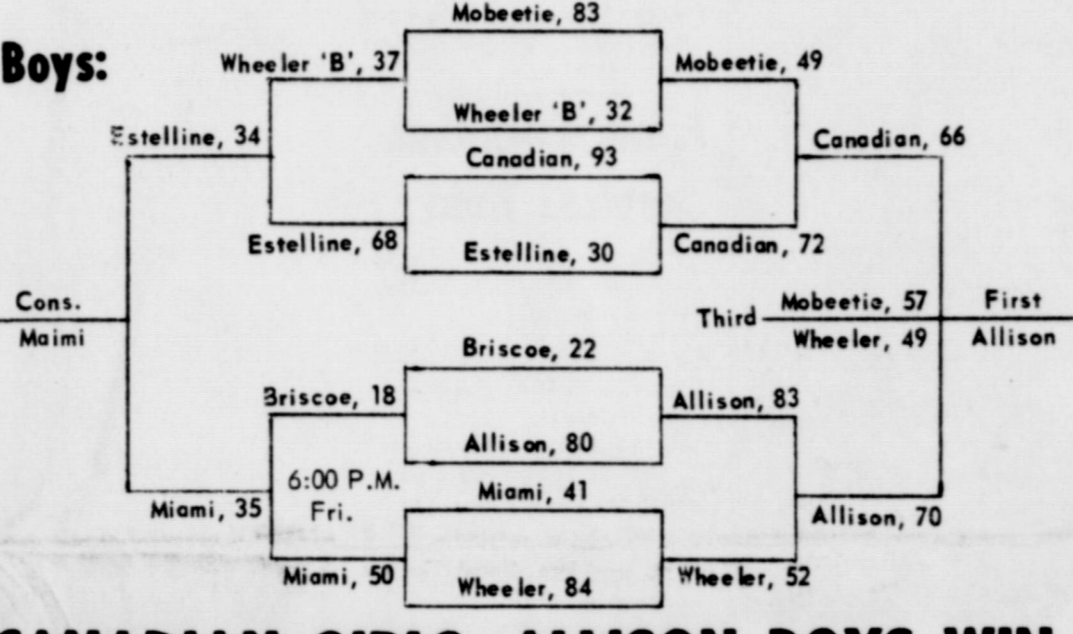 Boys:
Mobeetie, 83
Wheeler 'B', 37
Mobeetie, 49
Wheeler 'B', 32
Estelline, 34
Canadian, 66
Canadian, 93
Estelline, 68
Estelline, 30
Canadian, 72
Cons.
Maimi
Third
Mobeetie, 57
Wheeler, 49
First
Allison
Briscoe, 22
Briscoe, 18
Allison, 83
Allison, 80
6:00 P.M.
Fri.
Miami, 41
Miami, 35
Allison, 70
Miami, 50
Wheeler, 84
Wheeler, 52